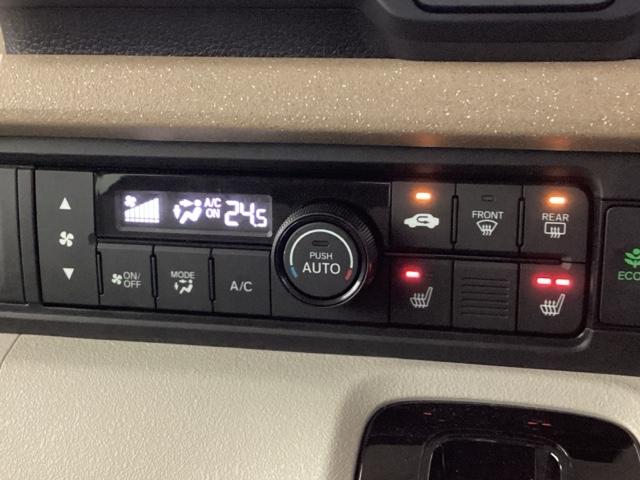 A/C
ON
24.5
FRONT
REAR
PUSH
AUTO
ON/
OFF
MODE
A/C
ECO